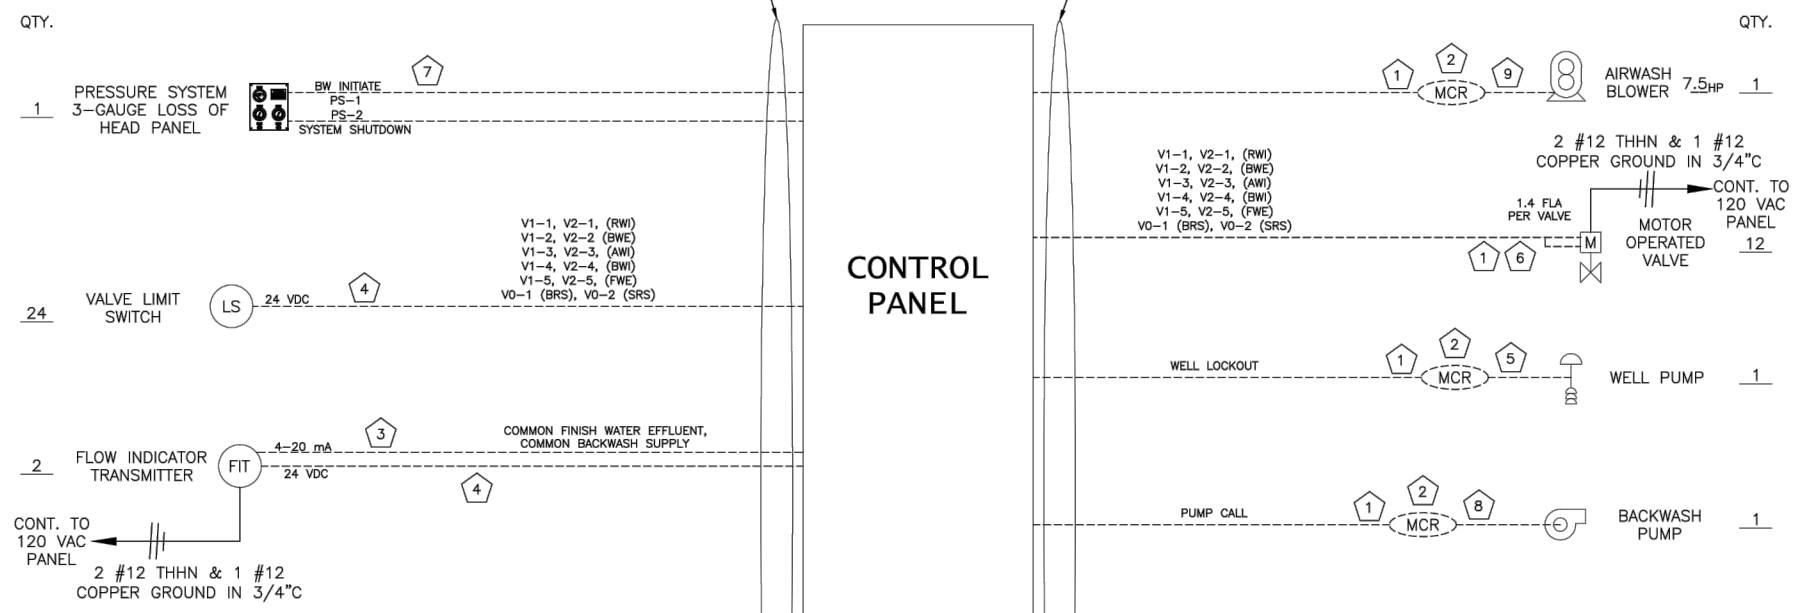 QTY.
7
PRESSURE SYSTEM
3-GAUGE LOSS OF
HEAD PANEL
1
BW INITIATE
PS-1
PS-2
SYSTEM SHUTDOWN
V1-1, V2-1, (RWI)
V1-2, V2-2 (BWE)
V1-3, V2-3, (AWI)
V1-4, V2-4, (BWI)
V1-5, V2-5, (FWE)
V0-1 (BRS), V0-2 (SRS)
24
VALVE LIMIT
SWITCH
LS
24 VDC
4
3
COMMON FINISH WATER EFFLUENT,
COMMON BACKWASH SUPPLY
2
FLOW INDICATOR
TRANSMITTER
FIT
4-20 mA
24 VDC
4
CONT. TO
120 VAC
PANEL
2 #12 THHN & 1 #12
COPPER GROUND IN 3/4"C
CONTROL
PANEL
QTY.
1
2
9
MCR
AIRWASH
BLOWER
7.5HP
1
2 #12 THHN & 1 #12
COPPER GROUND IN 3/4"C
CONT. TO
120 VAC
PANEL
V1-1, V2-1, (RWI)
V1-2, V2-2, (BWE)
V1-3, V2-3, (AWI)
V1-4, V2-4, (BWI)
V1-5, V2-5, (FWE)
V0-1 (BRS), V0-2 (SRS)
1.4 FLA
PER VALVE
1
6
M
MOTOR
OPERATED
VALVE
12
WELL LOCKOUT
1
2
5
MCR
WELL PUMP
1
PUMP CALL
1
2
8
MCR
BACKWASH
PUMP
1